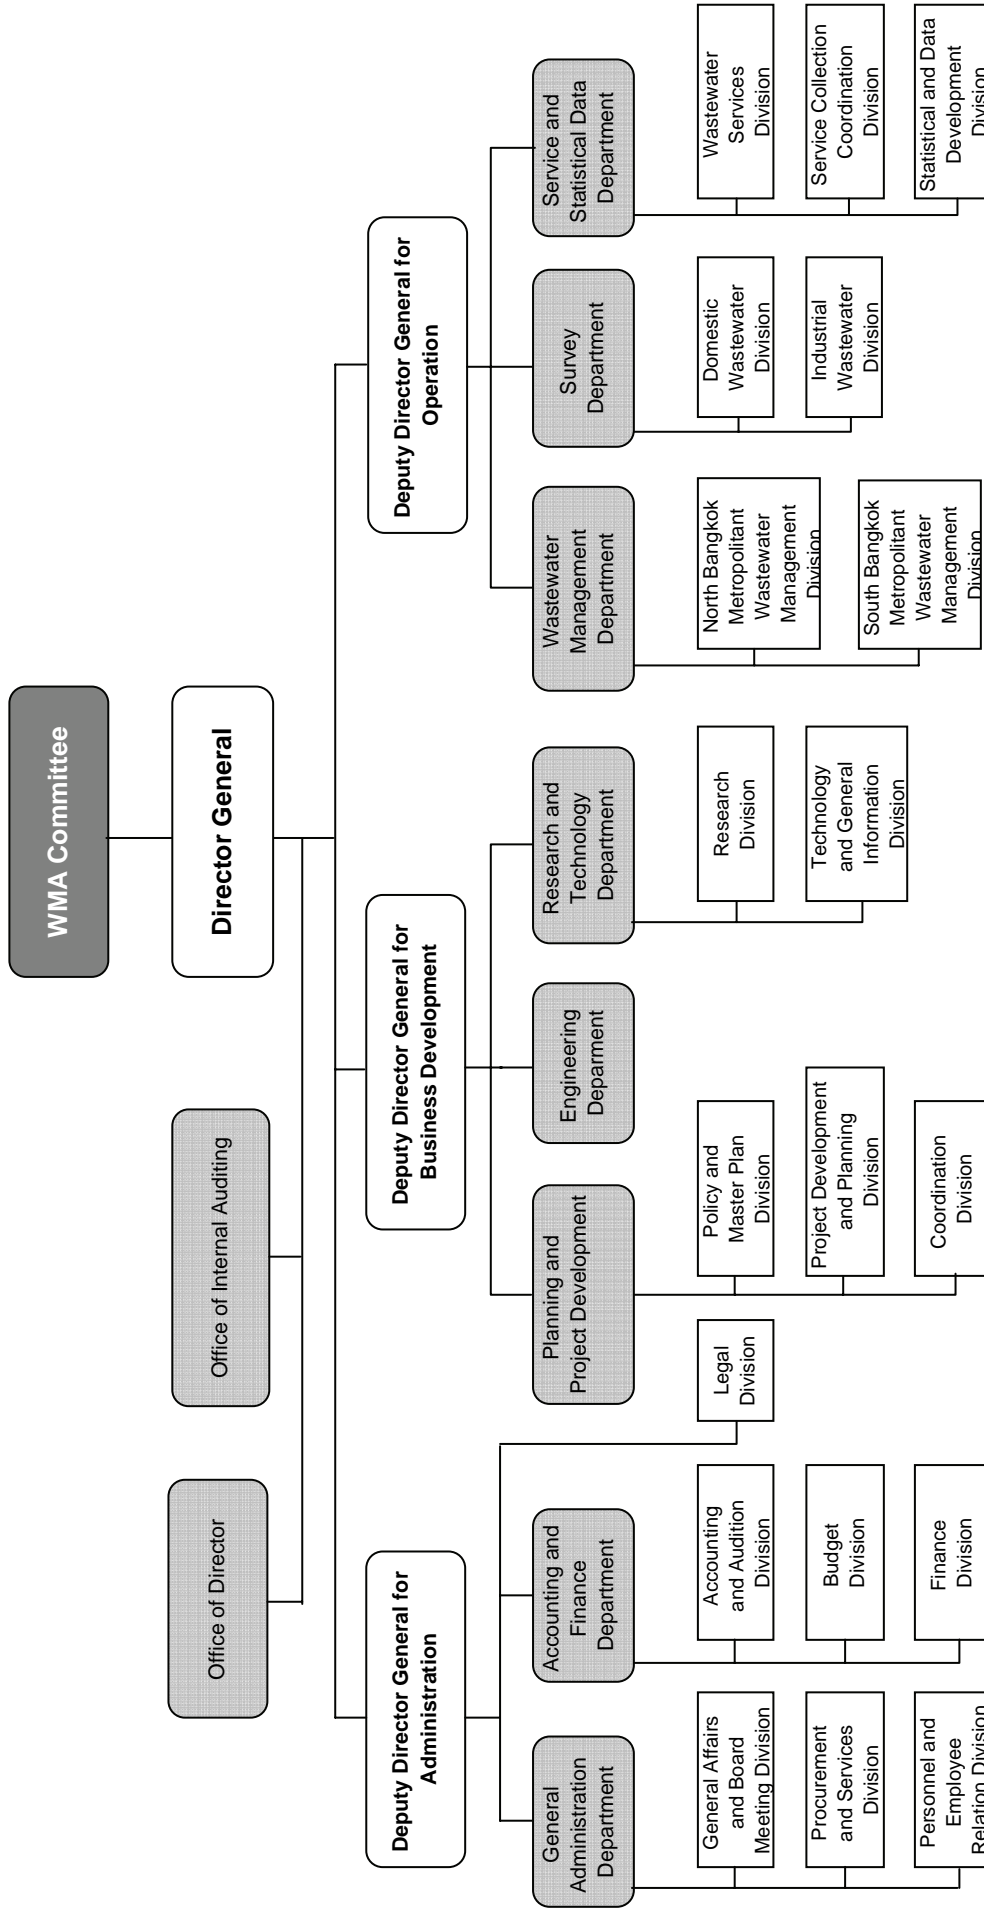 WMA Committee
Director General
Office of Director
Office of Internal Auditing
Deputy Director General for
Administration
Deputy Director General for
Business Development
Deputy Director General for
Operation
General
Administration
Department
Accounting and
Finance
Department
Planning and
Project Development
Engineering
Department
Research and
Technology
Department
Wastewater
Management
Department
Survey
Department
Service and
Statistical Data
Department
General Affairs
and Board
Meeting Division
Procurement
and Services
Division
Personnel and
Employee
Relation Division
Accounting
and Audition
Division
Budget
Division
Finance
Division
Legal
Division
Policy and
Master Plan
Division
Project Development
and Planning
Division
Coordination
Division
Research
Division
Technology
and General
Information
Division
North Bangkok
Metropolitant
Wastewater
Management
Division
South Bangkok
Metropolitant
Wastewater
Management
Division
Domestic
Wastewater
Division
Industrial
Wastewater
Division
Wastewater
Services
Division
Service Collection
Coordination
Division
Statistical and Data
Development
Division